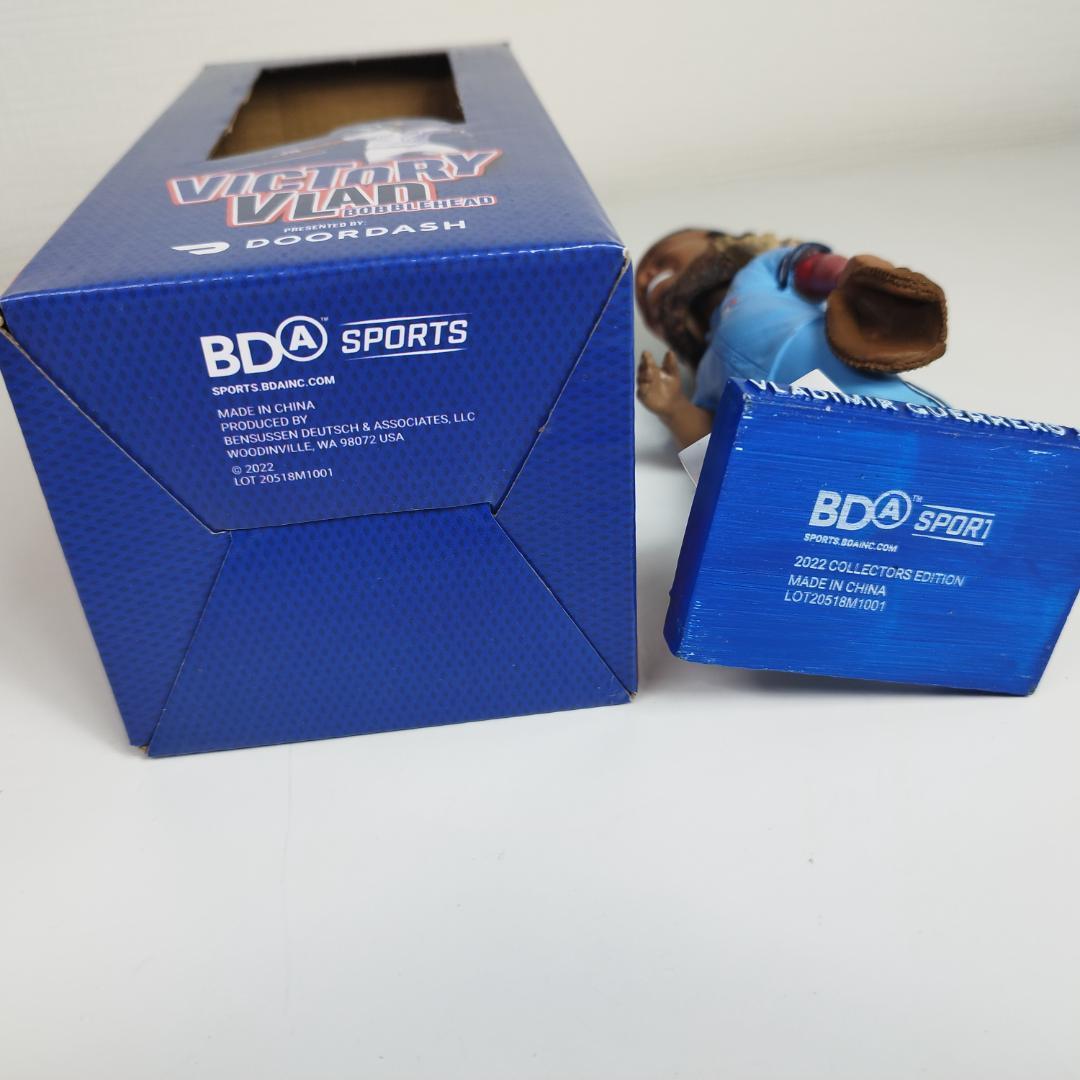 VICTORY
VLAD
BOBBLEHEAD
PRESENTED BY:
DOORDASH
BDA™ SPORTS
SPORTS.BDAINC.COM
MADE IN CHINA
PRODUCED BY
BENSUSSEN DEUTSCH & ASSOCIATES, LLC
WOODINVILLE, WA 98072 USA
© 2022
LOT 20518M1001
VLADIMIR GUERRERO
BDA™ SPORT
SPORTS.BDAINC.COM
2022 COLLECTORS EDITION
MADE IN CHINA
LOT20518M1001